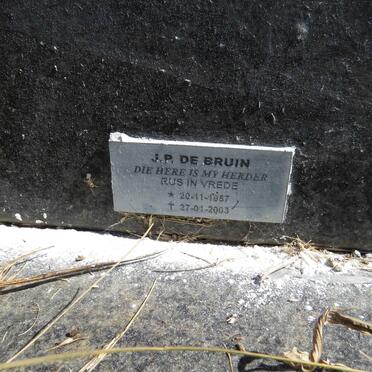 J.P. DE BRUIN
DIE HERE IS MY HERDER
RUS IN VREDE
* 20-11-1957
† 27-01-2003